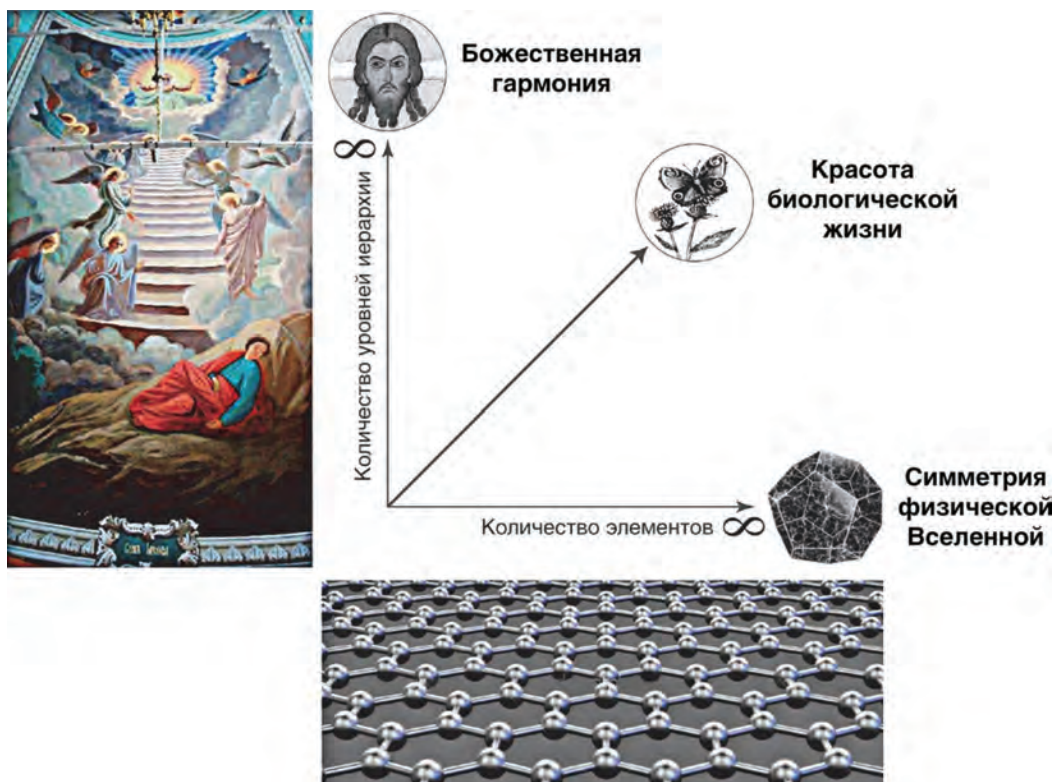 Божественная
гармония
∞
Количество уровней иерархии
Красота
биологической
жизни
Количество элементов ∞
Симметрия
физической
Вселенной